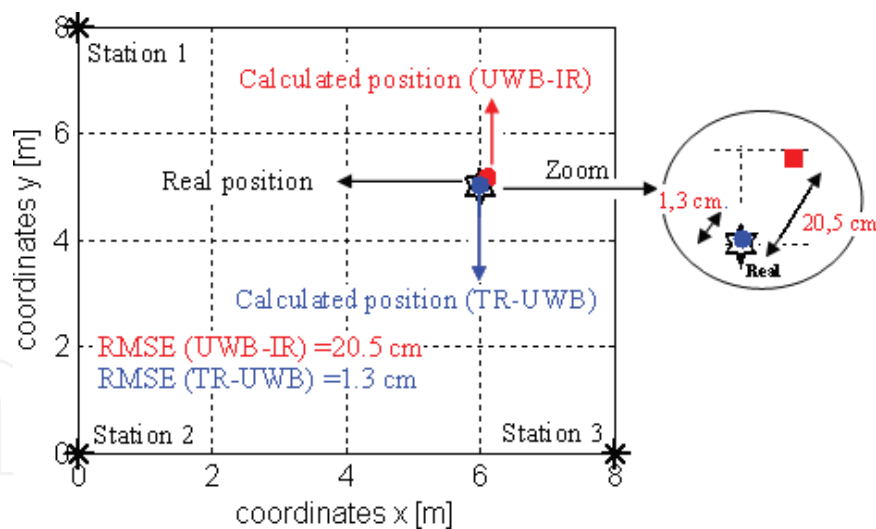 8
Station 1
Calculated position (UWB-IR)
6
Real position
Zoom
1,3 cm
20,5 cm
Real
4
Calculated position (TR-UWB)
RMSE (UWB-IR) =20.5 cm
2
RMSE (TR-UWB) =1.3 cm
Station 2
Station 3
0
0 2 4 6 8
coordinates x [m]
coordinates y [m]